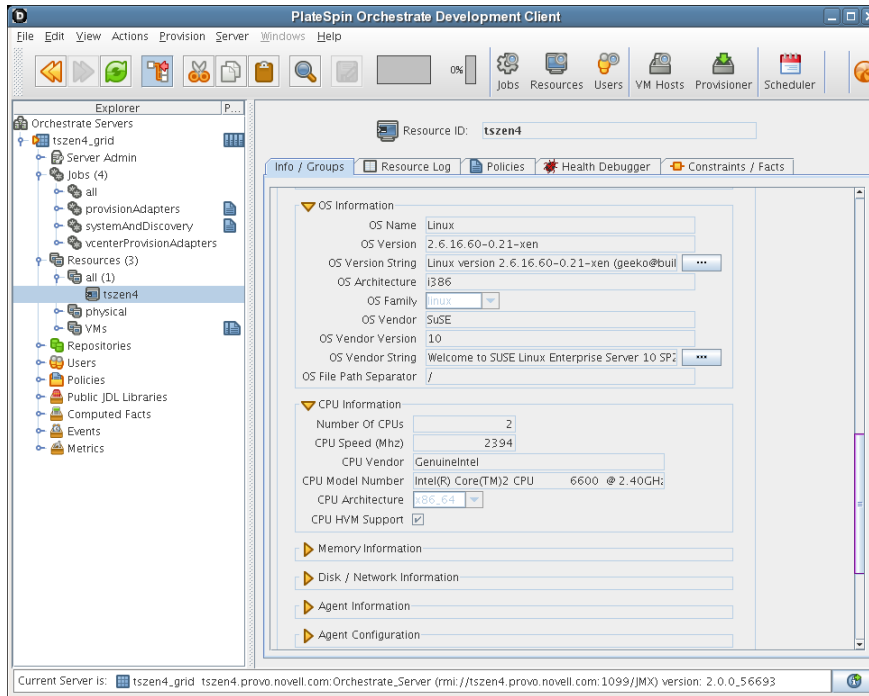 PlateSpin Orchestrate Development Client
File Edit View Actions Provision Server Windows Help
0%
Jobs Resources Users VM Hosts Provisioner Scheduler
Explorer P...
Orchestrate Servers
tszen4_grid
Server Admin
Jobs (4)
all
provisionAdapters
systemAndDiscovery
vcenterProvisionAdapters
Resources (3)
all (1)
tszen4
physical
VMs
Repositories
Users
Policies
Public JDL Libraries
Computed Facts
Events
Metrics
Resource ID: tszen4
Info / Groups Resource Log Policies Health Debugger Constraints / Facts
OS Information
OS Name Linux
OS Version 2.6.16.60-0.21-xen
OS Version String Linux version 2.6.16.60-0.21-xen (geeko@buil ...
OS Architecture i386
OS Family linux
OS Vendor SuSE
OS Vendor Version 10
OS Vendor String Welcome to SUSE Linux Enterprise Server 10 SP2 ...
OS File Path Separator /
CPU Information
Number Of CPUs 2
CPU Speed (Mhz) 2394
CPU Vendor GenuineIntel
CPU Model Number Intel(R) Core(TM)2 CPU 6600 @ 2.40GHz
CPU Architecture x86_64
CPU HVM Support
Memory Information
Disk / Network Information
Agent Information
Agent Configuration
Current Server is: tszen4_grid tszen4.provo.novell.com:Orchestrate_Server (rmi://tszen4.provo.novell.com:1099/JMX) version: 2.0.0_56693